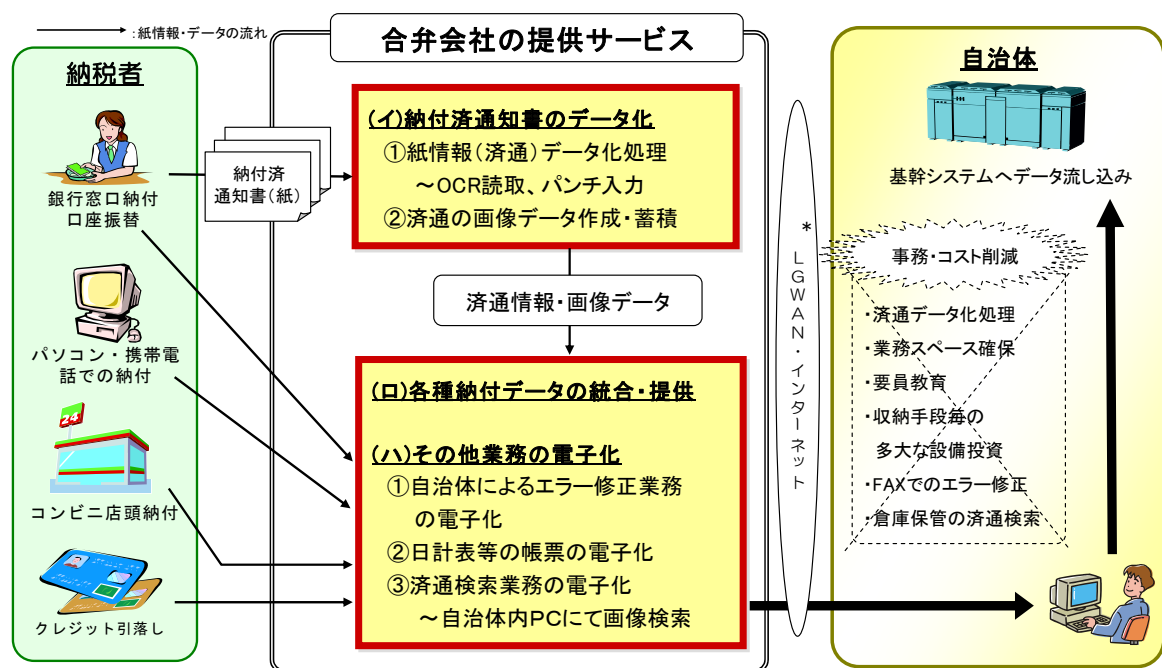 :紙情報・データの流れ
合弁会社の提供サービス
納税者
銀行窓口納付
口座振替
パソコン・携帯電
話での納付
24
コンビニ店頭納付
クレジット引落し
納付済
通知書(紙)
(イ)納付済通知書のデータ化
①紙情報(済通)データ化処理
～OCR読取、パンチ入力
②済通の画像データ作成・蓄積
済通情報・画像データ
(ロ)各種納付データの統合・提供
(ハ)その他業務の電子化
①自治体によるエラー修正業務
の電子化
②日計表等の帳票の電子化
③済通検索業務の電子化
～自治体内PCにて画像検索
*LGWAN・インターネット
自治体
基幹システムへデータ流し込み
事務・コスト削減
・済通データ化処理
・業務スペース確保
・要員教育
・収納手段毎の
多大な設備投資
・FAXでのエラー修正
・倉庫保管の済通検索